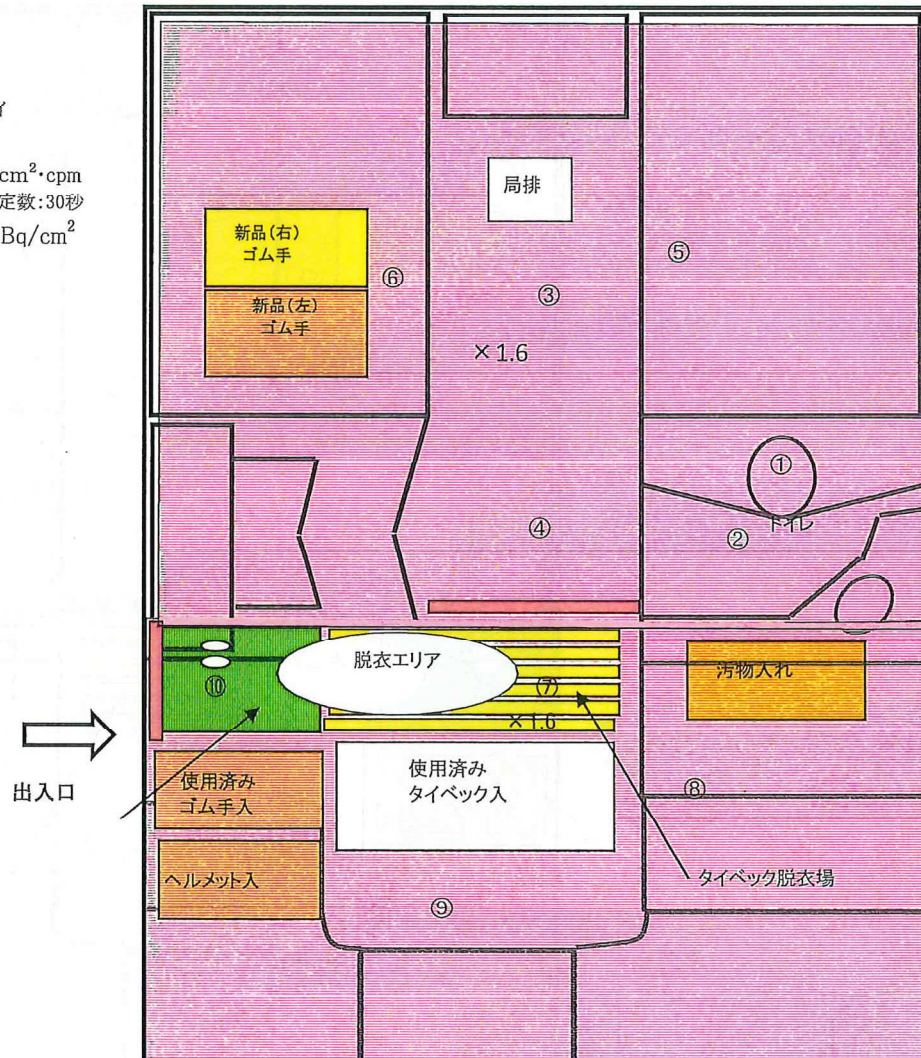 cm²・cpm
定数:30秒
Bq/cm²
局排
新品(右)
ゴム手
⑥
新品(左)
ゴム手
③
⑤
×1.6
①
トイレ
②
④
脱衣エリア
⑩
(7)
×1.6
汚物入れ
出入口
使用済み
ゴム手入
使用済み
タイベック入
⑧
ヘルメット入
タイベック脱衣場
⑨